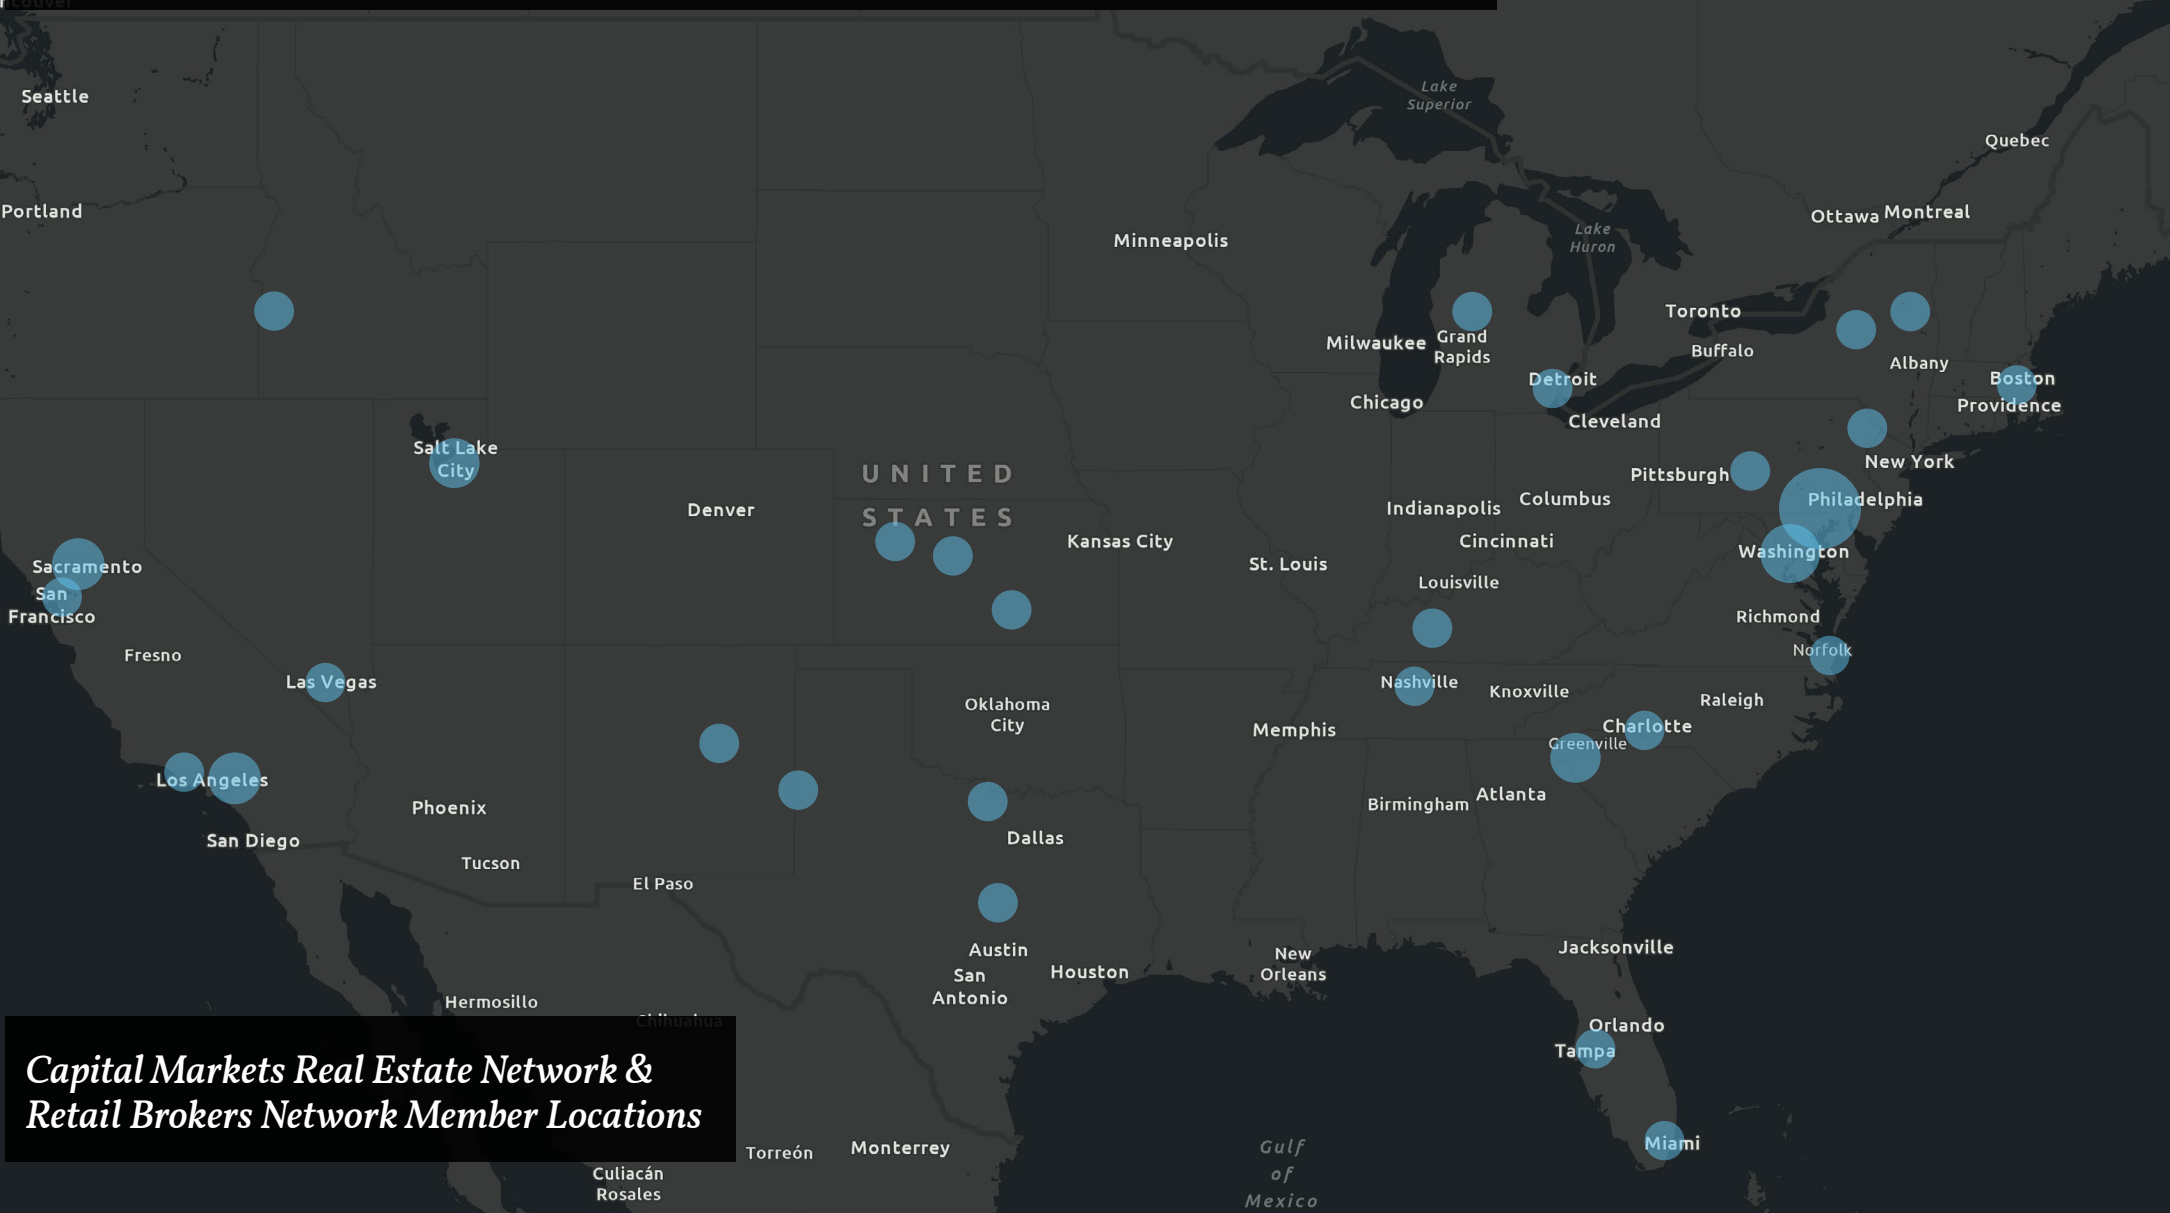 Seattle
Portland
Minneapolis
Lake
Superior
Lake
Huron
Quebec
Ottawa
Montreal
Toronto
Buffalo
Albany
Boston
Providence
Milwaukee
Grand
Rapids
Detroit
Chicago
Cleveland
New York
Pittsburgh
Philadelphia
Salt Lake
City
UNITED
STATES
Denver
Kansas City
St. Louis
Indianapolis
Columbus
Cincinnati
Louisville
Washington
Richmond
Norfolk
Sacramento
San
Francisco
Fresno
Las Vegas
Los Angeles
San Diego
Phoenix
Tucson
El Paso
Oklahoma
City
Memphis
Nashville
Knoxville
Raleigh
Charlotte
Greenville
Birmingham
Atlanta
Dallas
Austin
San
Antonio
Houston
New
Orleans
Jacksonville
Orlando
Tampa
Miami
Hermosillo
Chihuahua
Capital Markets Real Estate Network &
Retail Brokers Network Member Locations
Torreón
Monterrey
Culiacán
Rosales
Gulf
of
Mexico